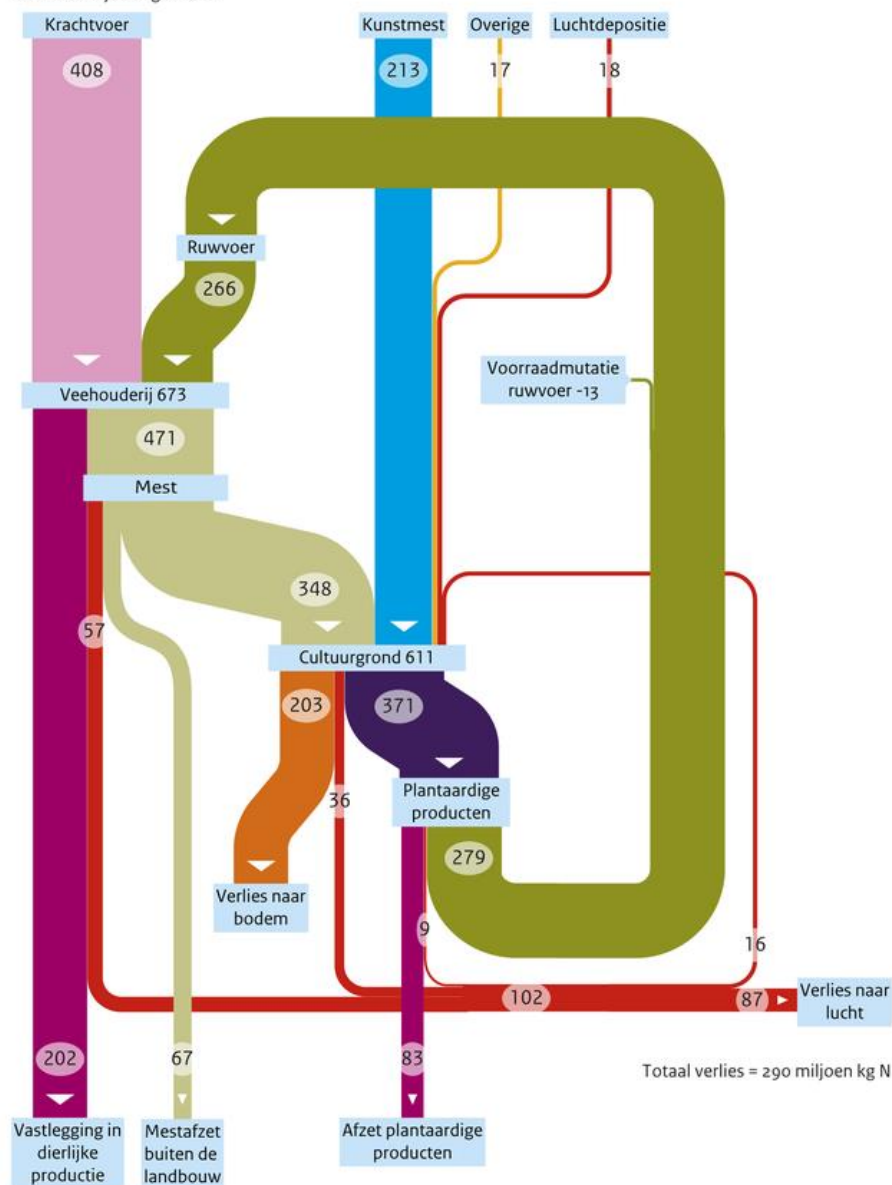 Krachtvoer
Kunstmest
Overige
Luchtdepositie
408
213
17
18
Ruwvoer
266
Voorraadmutatie
ruwvoer -13
Veehouderij 673
471
Mest
348
57
Cultuurgrond 611
203
371
36
Plantaardige
producten
279
Verlies naar
bodem
9
16
102
87
Verlies naar
lucht
202
67
83
Totaal verlies = 290 miljoen kg N
Vastlegging in
dierlijke
productie
Mestafzet
buiten de
landbouw
Afzet plantaardige
producten